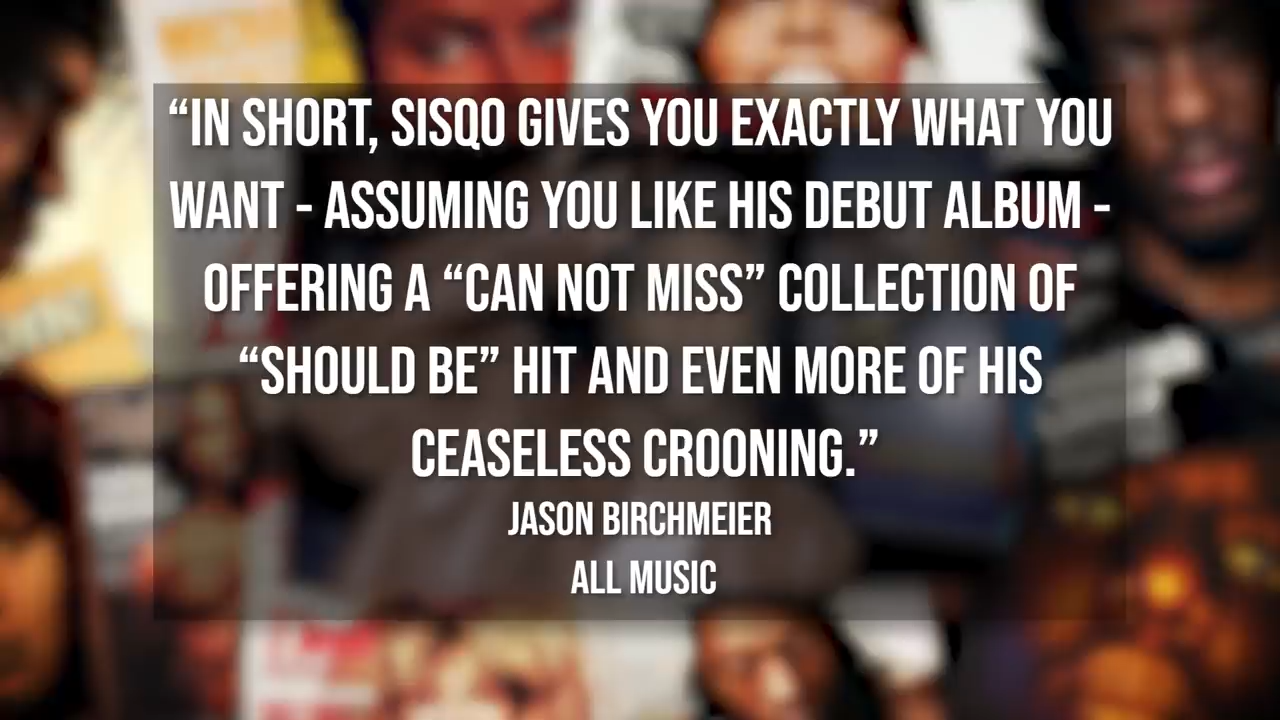 “IN SHORT, SISQO GIVES YOU EXACTLY WHAT YOU
WANT - ASSUMING YOU LIKE HIS DEBUT ALBUM -
OFFERING A “CAN NOT MISS” COLLECTION OF
“SHOULD BE” HIT AND EVEN MORE OF HIS
CEASELESS CROONING.”
JASON BIRCHMEIER
ALL MUSIC